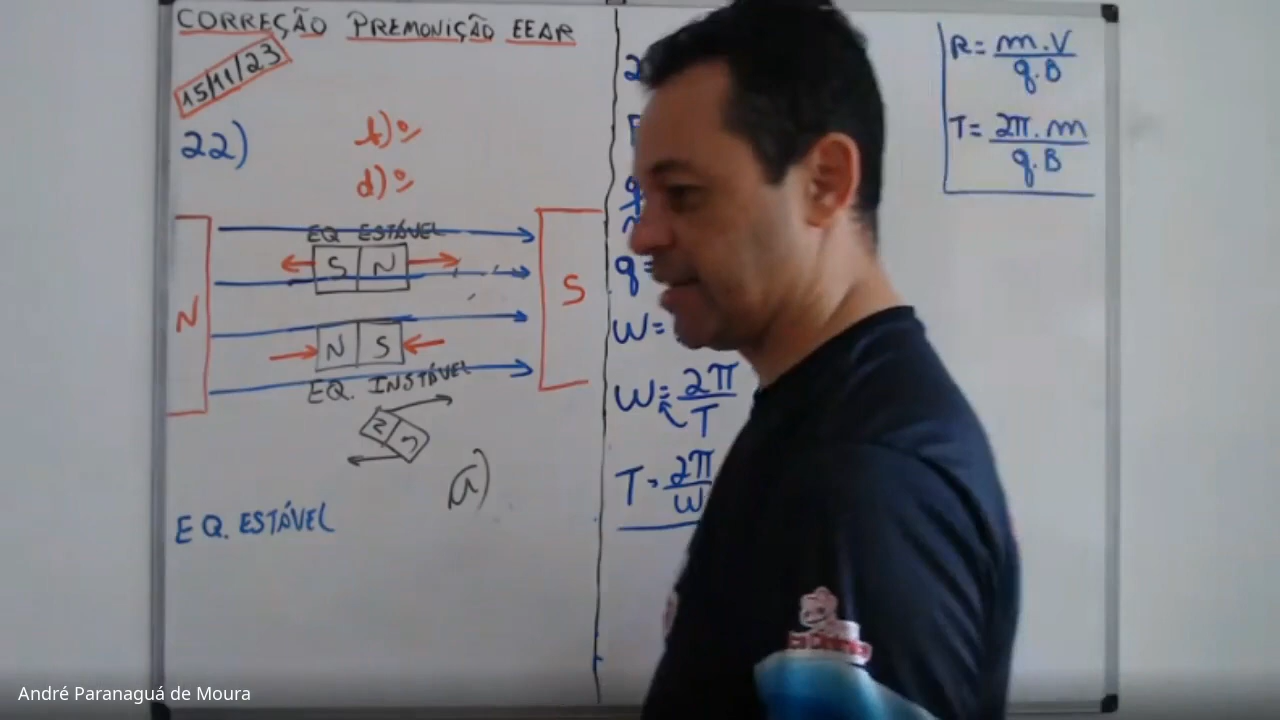 CORREÇÃO PREMONIÇÃO EEAR
15/11/23
22)
b)
d)
EQ ESTÁVEL
S N
N
S
N S
EQ. INSTÁVEL
a)
EQ. ESTÁVEL
2
q=
W=
W = 2π
T
T = 2π
W
R = m.V
q.B
T = 2π.m
q.B
André Paranaguá de Moura